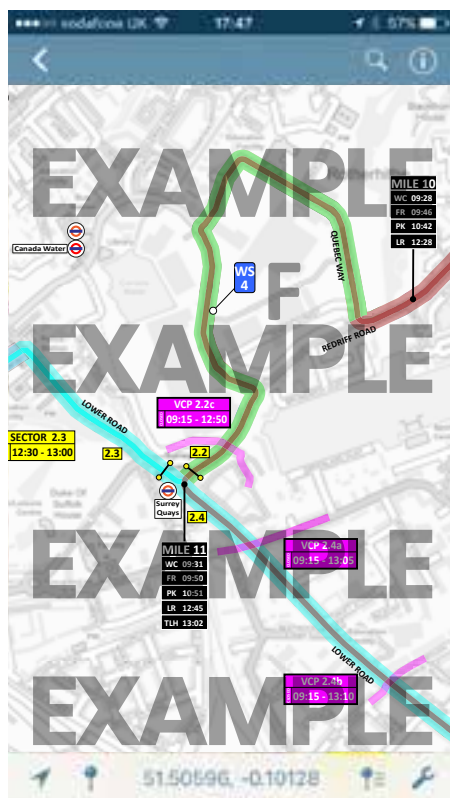 vodafone UK 17:47 57%
EXAMPLE
Rotherhithe
MILE 10
WC 09:28
FR 09:46
PK 10:42
LR 12:28
Canada Water
QUEBEC WAY
WS
4
F
REDRIFF ROAD
EXAMPLE
LOWER ROAD
VCP 2.2c
09:15 - 12:50
SECTOR 2.3
12:30 - 13:00
2.3
2.2
Surrey
Quays
2.4
EXAMPLE
MILE 11
WC 09:31
FR 09:50
PK 10:51
LR 12:45
TLH 13:02
VCP 2.4a
09:15 - 13:05
LOWER ROAD
VCP 2.4b
09:15 - 13:10
EXAMPLE
51.50596, -0.10128